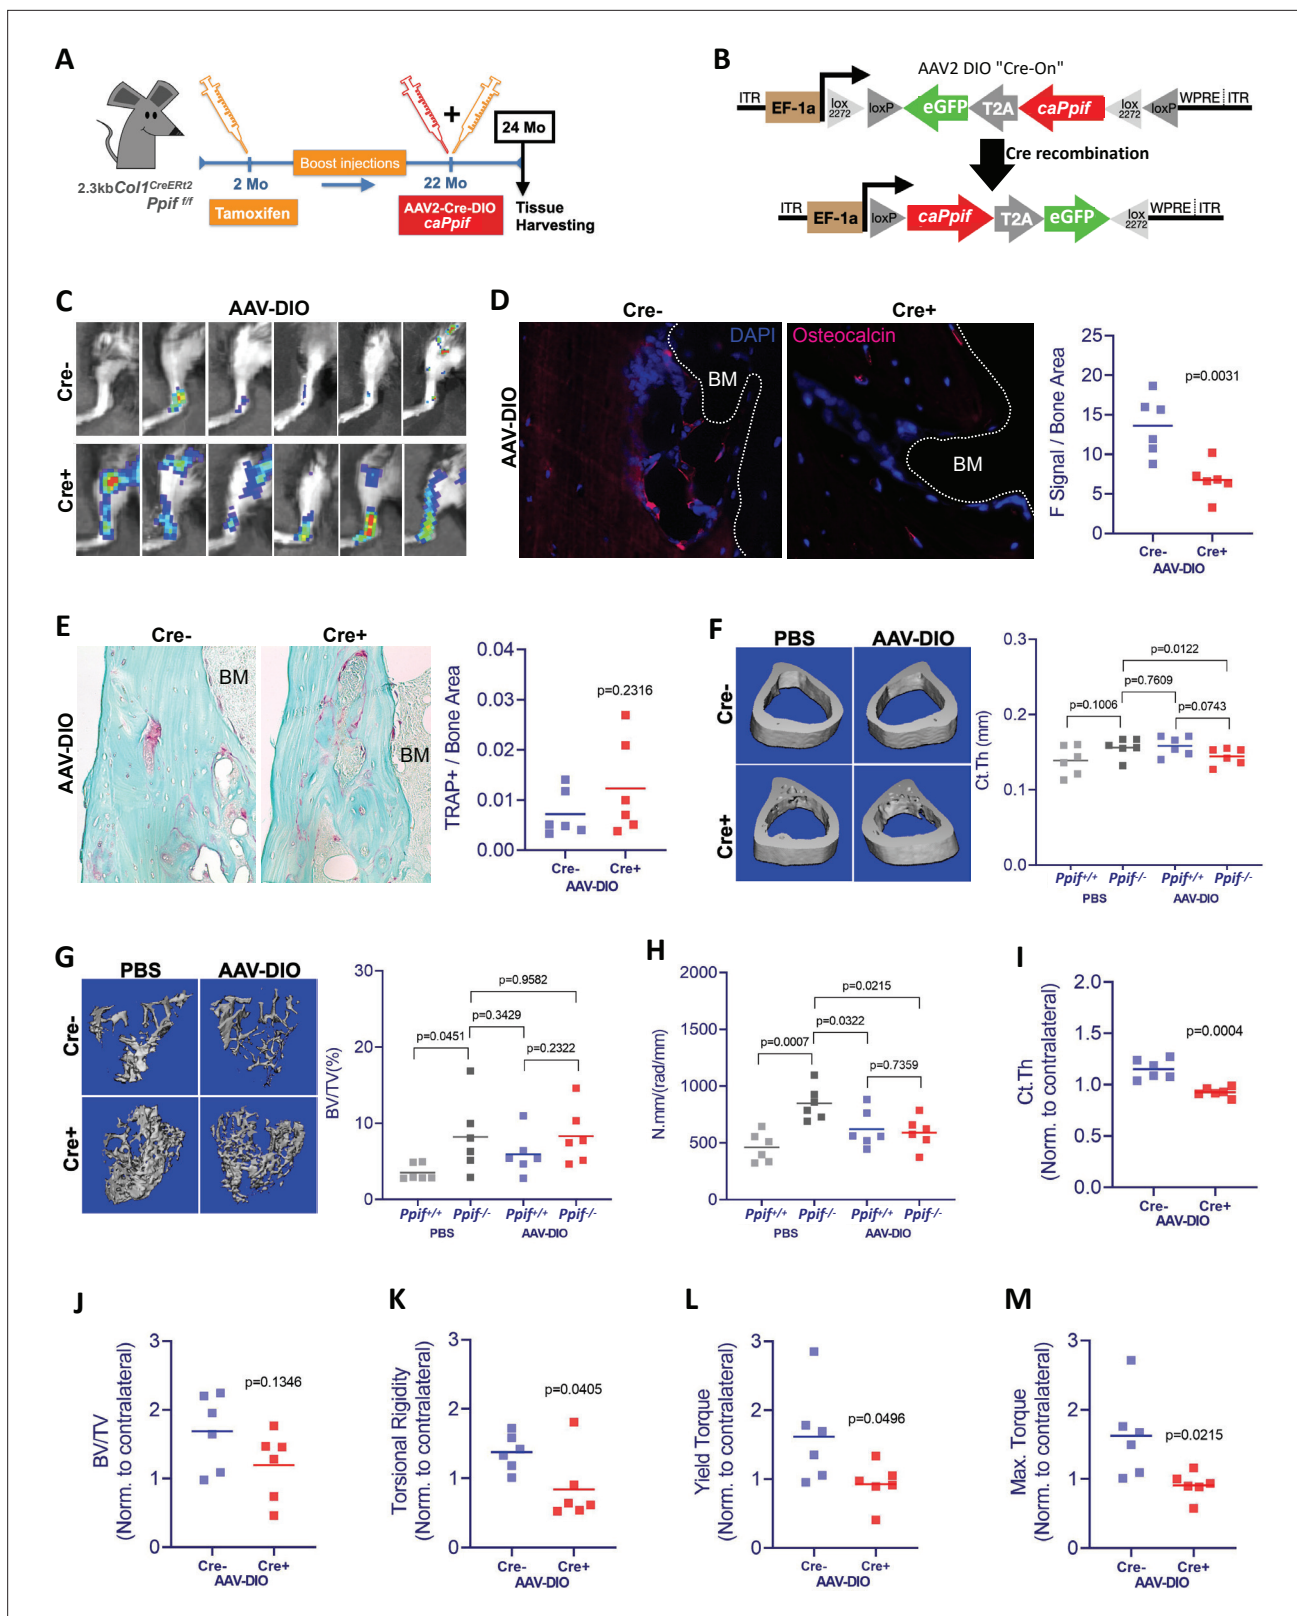 A
2.3kbCol1CreERt2
Ppif f/f
2 Mo
Tamoxifen
Boost injections
+
22 Mo
AAV2-Cre-DIO
caPpif
24 Mo
Tissue
Harvesting
B
AAV2 DIO "Cre-On"
ITR
EF-1a
lox
2272
loxP
eGFP
T2A
caPpif
lox
2272
loxP
WPRE
ITR
Cre recombination
ITR
EF-1a
loxP
caPpif
T2A
eGFP
lox
2272
WPRE
ITR
C
AAV-DIO
Cre-
Cre+
D
Cre-
Cre+
AAV-DIO
DAPI
BM
Osteocalcin
BM
F Signal / Bone Area
25
20
15
10
5
0
p=0.0031
Cre-
Cre+
AAV-DIO
E
Cre-
Cre+
AAV-DIO
BM
BM
TRAP+ / Bone Area
0.04
0.03
0.02
0.01
0.00
p=0.2316
Cre-
Cre+
AAV-DIO
F
PBS
AAV-DIO
Cre-
Cre+
Ct.Th (mm)
0.3
0.2
0.1
0.0
p=0.0122
p=0.7609
p=0.1006
p=0.0743
Ppif+/+
Ppif-/-
Ppif+/+
Ppif-/-
PBS
AAV-DIO
G
PBS
AAV-DIO
Cre-
Cre+
BV/TV(%)
30
20
10
0
p=0.9582
p=0.3429
p=0.0451
p=0.2322
Ppif+/+
Ppif-/-
Ppif+/+
Ppif-/-
PBS
AAV-DIO
H
N.mm/(rad/mm)
2000
1500
1000
500
0
p=0.0215
p=0.0322
p=0.0007
p=0.7359
Ppif+/+
Ppif-/-
Ppif+/+
Ppif-/-
PBS
AAV-DIO
I
Ct.Th
(Norm. to contralateral)
2.0
1.5
1.0
0.5
0.0
p=0.0004
Cre-
Cre+
AAV-DIO
J
BV/TV
(Norm. to contralateral)
3
2
1
0
p=0.1346
Cre-
Cre+
AAV-DIO
K
Torsional Rigidity
(Norm. to contralateral)
3
2
1
0
p=0.0405
Cre-
Cre+
AAV-DIO
L
Yield Torque
(Norm. to contralateral)
3
2
1
0
p=0.0496
Cre-
Cre+
AAV-DIO
M
Max. Torque
(Norm. to contralateral)
3
2
1
0
p=0.0215
Cre-
Cre+
AAV-DIO